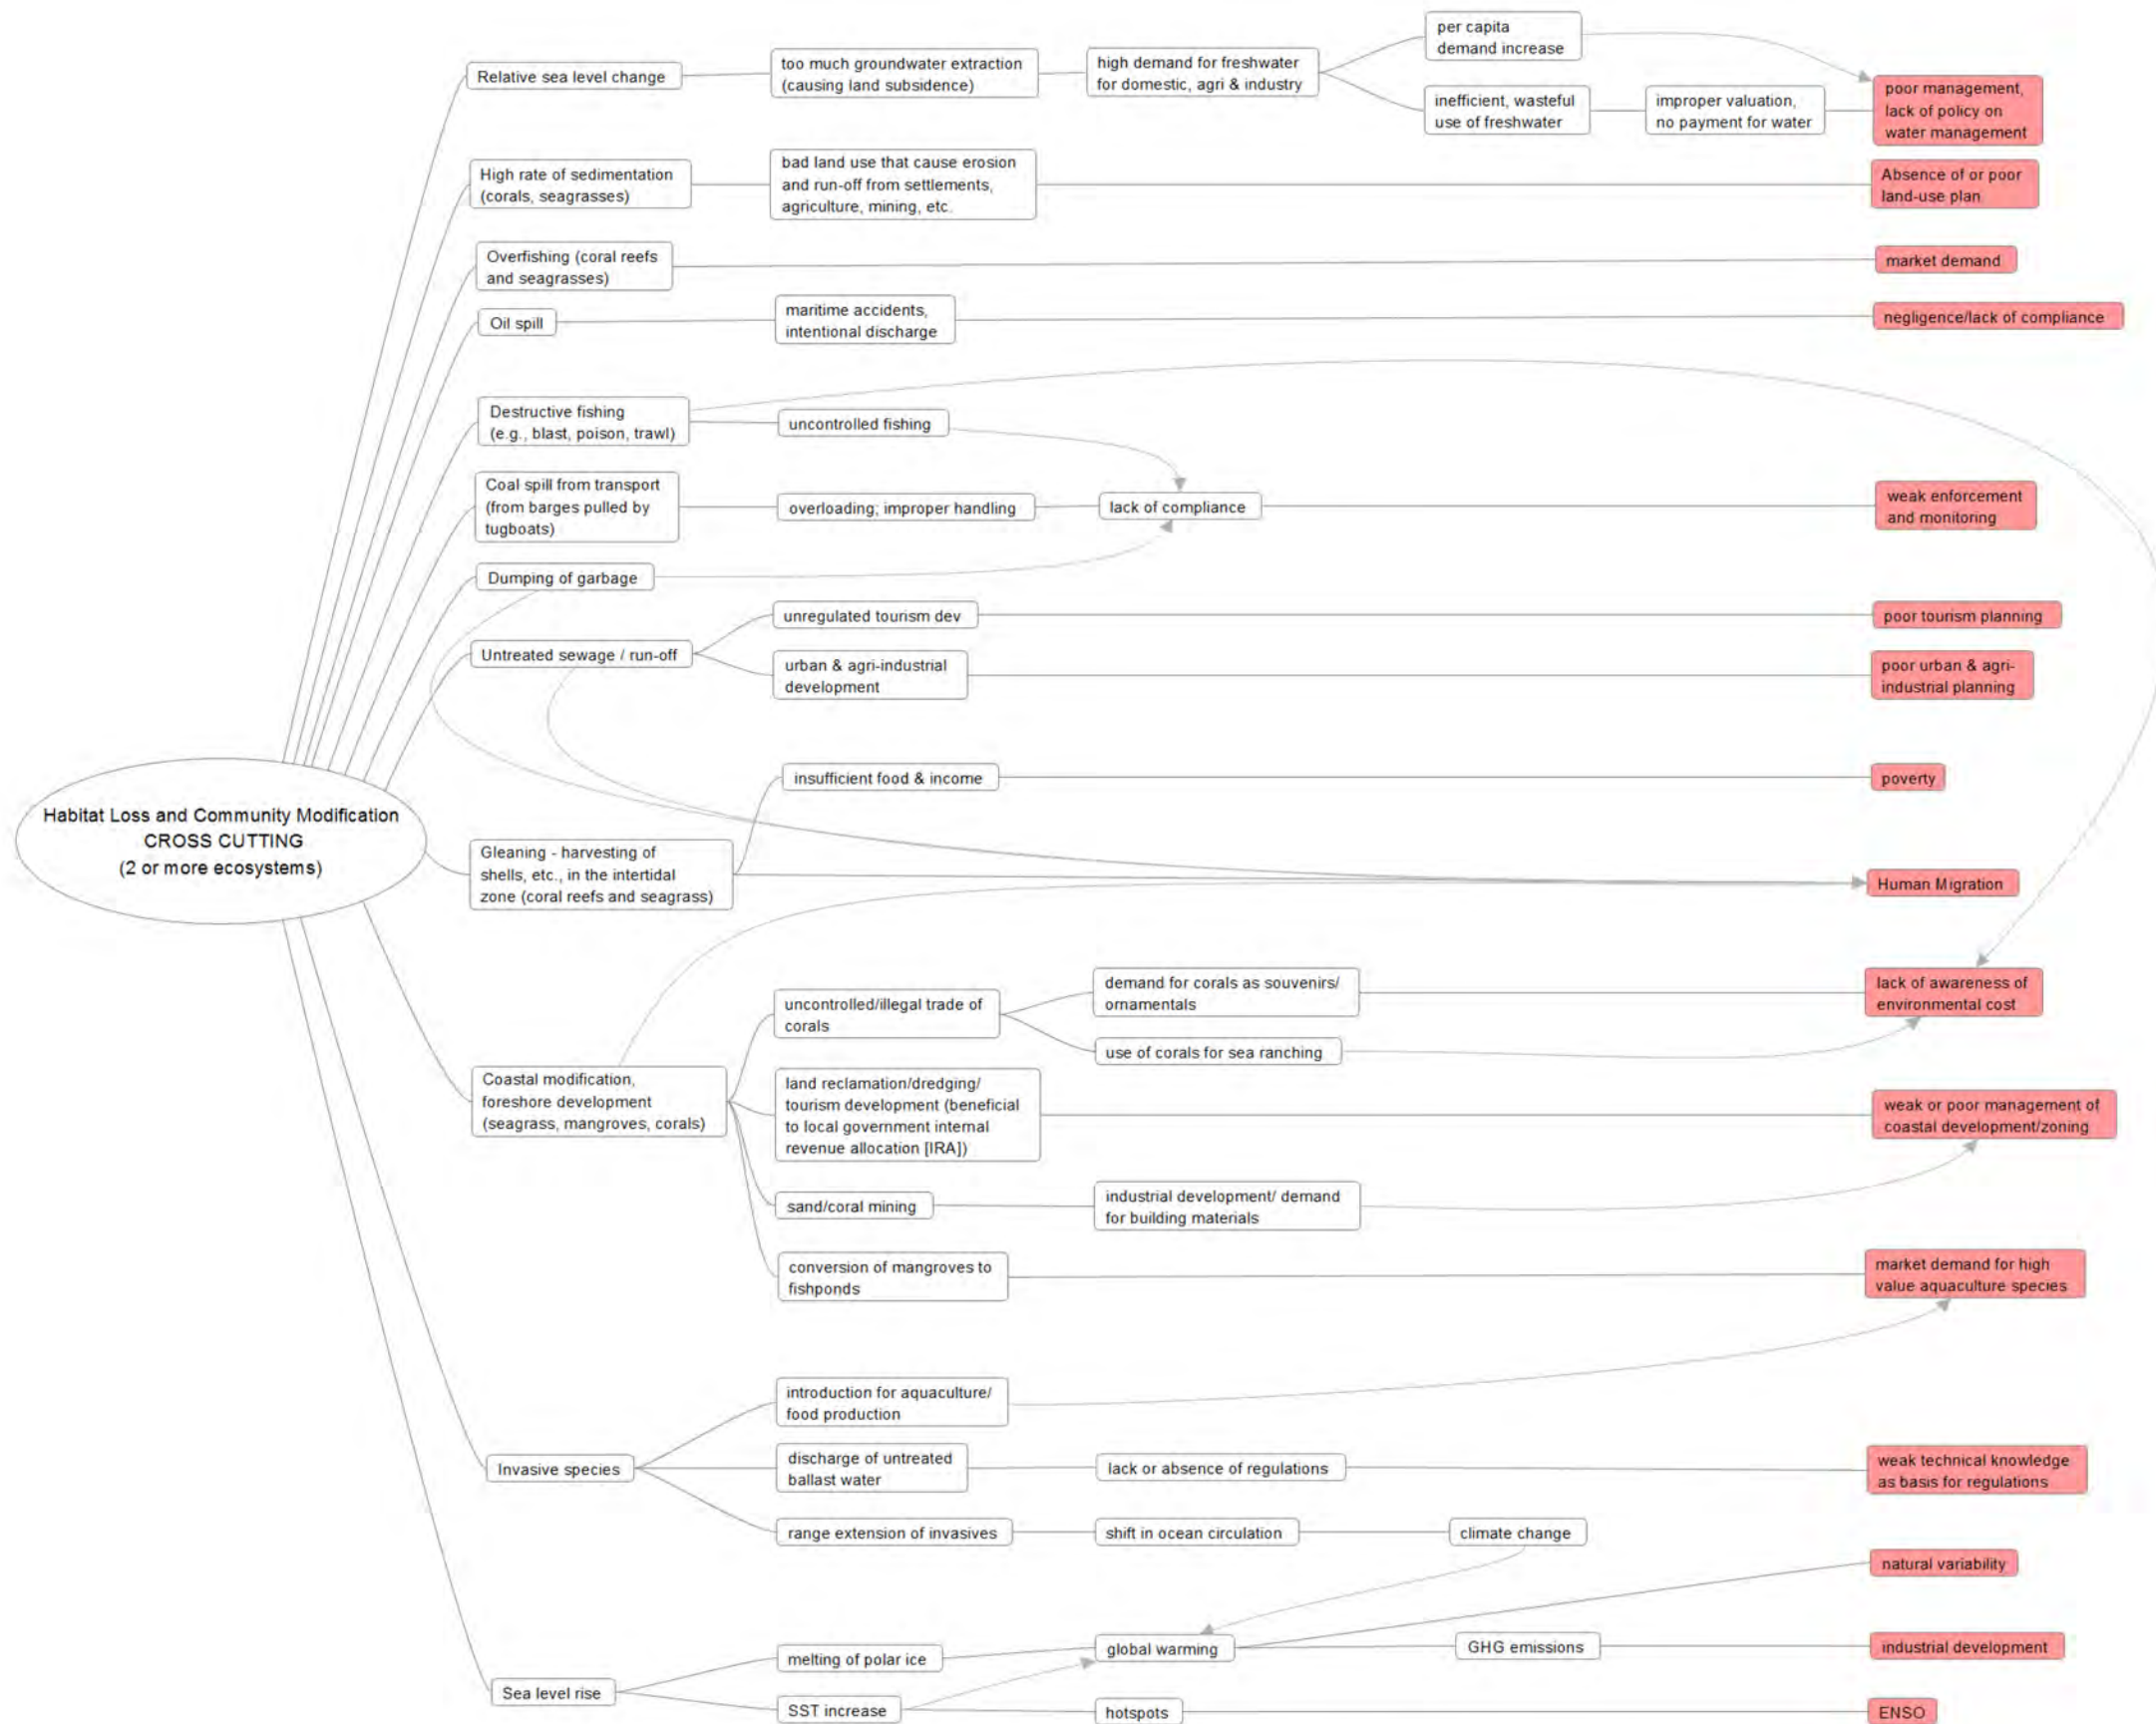 Habitat Loss and Community Modification
CROSS CUTTING
(2 or more ecosystems)
Relative sea level change
too much groundwater extraction
(causing land subsidence)
high demand for freshwater
for domestic, agri & industry
per capita
demand increase
inefficient, wasteful
use of freshwater
improper valuation,
no payment for water
poor management,
lack of policy on
water management
High rate of sedimentation
(corals, seagrasses)
bad land use that cause erosion
and run-off from settlements,
agriculture, mining, etc.
Absence of or poor
land-use plan
Overfishing (coral reefs
and seagrasses)
market demand
Oil spill
maritime accidents,
intentional discharge
negligence/lack of compliance
Destructive fishing
(e.g., blast, poison, trawl)
uncontrolled fishing
Coal spill from transport
(from barges pulled by
tugboats)
overloading; improper handling
lack of compliance
weak enforcement
and monitoring
Dumping of garbage
Untreated sewage / run-off
unregulated tourism dev
poor tourism planning
urban & agri-industrial
development
poor urban & agri-
industrial planning
Gleaning - harvesting of
shells, etc., in the intertidal
zone (coral reefs and seagrass)
insufficient food & income
poverty
Human Migration
Coastal modification,
foreshore development
(seagrass, mangroves, corals)
uncontrolled/illegal trade of
corals
demand for corals as souvenirs/
ornamentals
lack of awareness of
environmental cost
use of corals for sea ranching
land reclamation/dredging/
tourism development (beneficial
to local government internal
revenue allocation [IRA])
weak or poor management of
coastal development/zoning
sand/coral mining
industrial development/ demand
for building materials
conversion of mangroves to
fishponds
market demand for high
value aquaculture species
Invasive species
introduction for aquaculture/
food production
discharge of untreated
ballast water
lack or absence of regulations
weak technical knowledge
as basis for regulations
range extension of invasives
shift in ocean circulation
climate change
natural variability
Sea level rise
melting of polar ice
global warming
GHG emissions
industrial development
SST increase
hotspots
ENSO